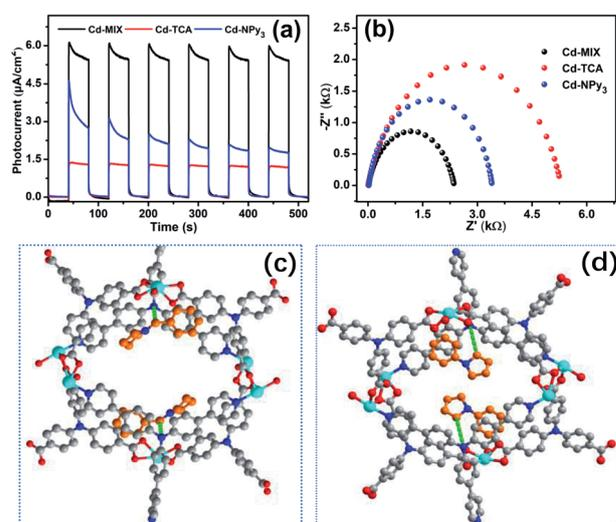 Cd-MIX Cd-TCA Cd-NPy₃
(a)
Photocurrent (μA/cm²)
6.0
4.5
3.0
1.5
0.0
0 100 200 300 400 500
Time (s)
(b)
Cd-MIX
Cd-TCA
Cd-NPy₃
-Z'' (kΩ)
2.5
2.0
1.5
1.0
0.5
0.0
0.0 1.5 3.0 4.5 6.0
Z' (kΩ)
(c)
(d)